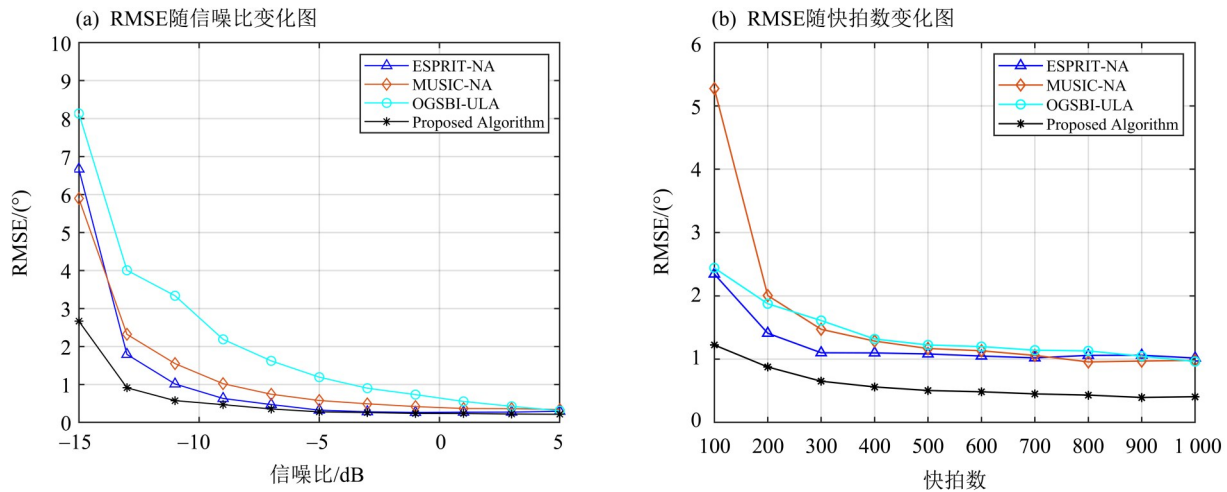 (a) RMSE随信噪比变化图
10
9
8
7
6
5
4
3
2
1
0
RMSE/(°)
ESPRIT-NA
MUSIC-NA
OGSBI-ULA
Proposed Algorithm
–15 –10 –5 0 5
信噪比/dB
(b) RMSE随快拍数变化图
6
5
4
3
2
1
0
RMSE/(°)
ESPRIT-NA
MUSIC-NA
OGSBI-ULA
Proposed Algorithm
100 200 300 400 500 600 700 800 900 1 000
快拍数